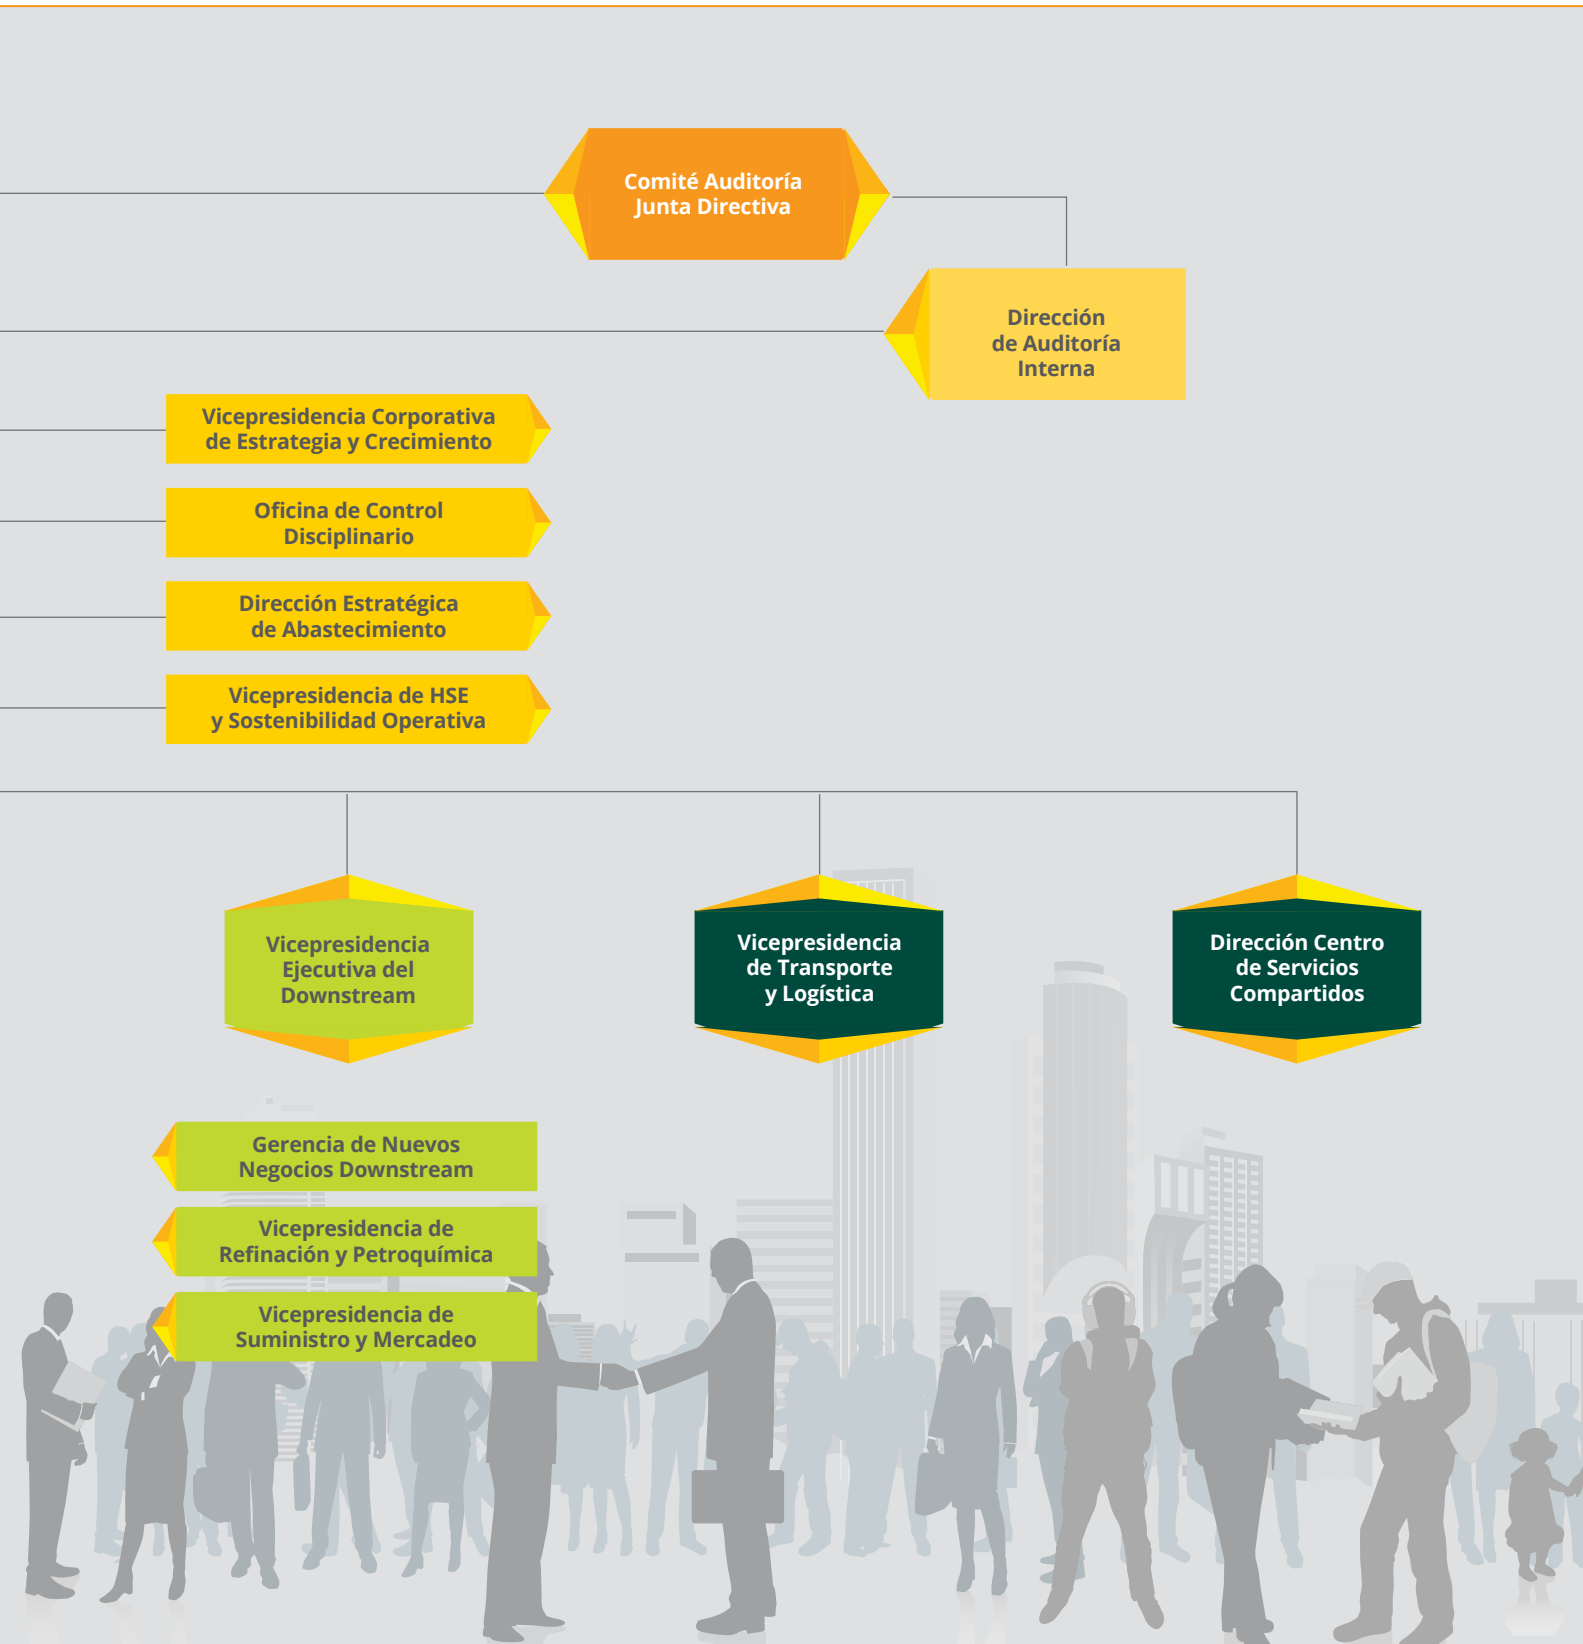 Comité Auditoría
Junta Directiva
Dirección
de Auditoría
Interna
Vicepresidencia Corporativa
de Estrategia y Crecimiento
Oficina de Control
Disciplinario
Dirección Estratégica
de Abastecimiento
Vicepresidencia de HSE
y Sostenibilidad Operativa
Vicepresidencia
Ejecutiva del
Downstream
Vicepresidencia
de Transporte
y Logística
Dirección Centro
de Servicios
Compartidos
Gerencia de Nuevos
Negocios Downstream
Vicepresidencia de
Refinación y Petroquímica
Vicepresidencia de
Suministro y Mercadeo